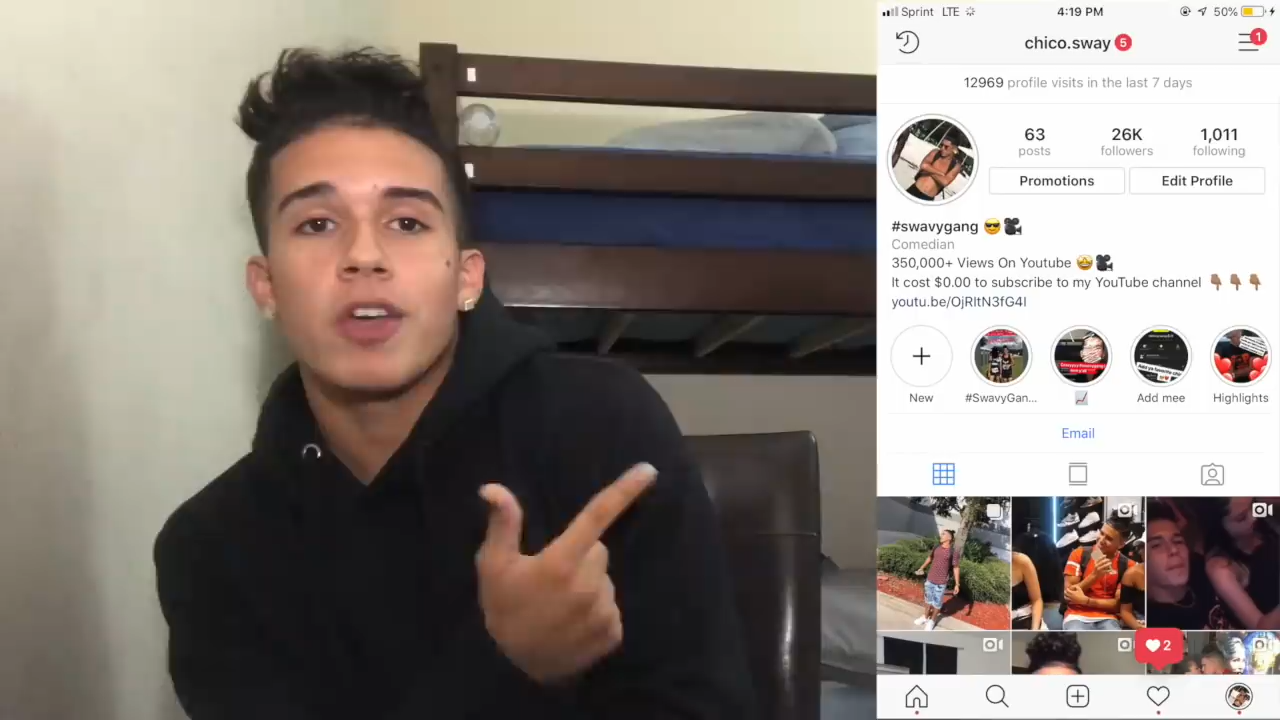 Sprint LTE 4:19 PM 50%
chico.sway 5 1
12969 profile visits in the last 7 days
63 26K 1,011
posts followers following
Promotions Edit Profile
#swavygang 😎🎥
Comedian
350,000+ Views On Youtube 🤩🎥
It cost $0.00 to subscribe to my YouTube channel 👇🏽👇🏽👇🏽
youtu.be/OjRltN3fG4I
New #SwavyGan... 📈 Add mee Highlights
Email
2